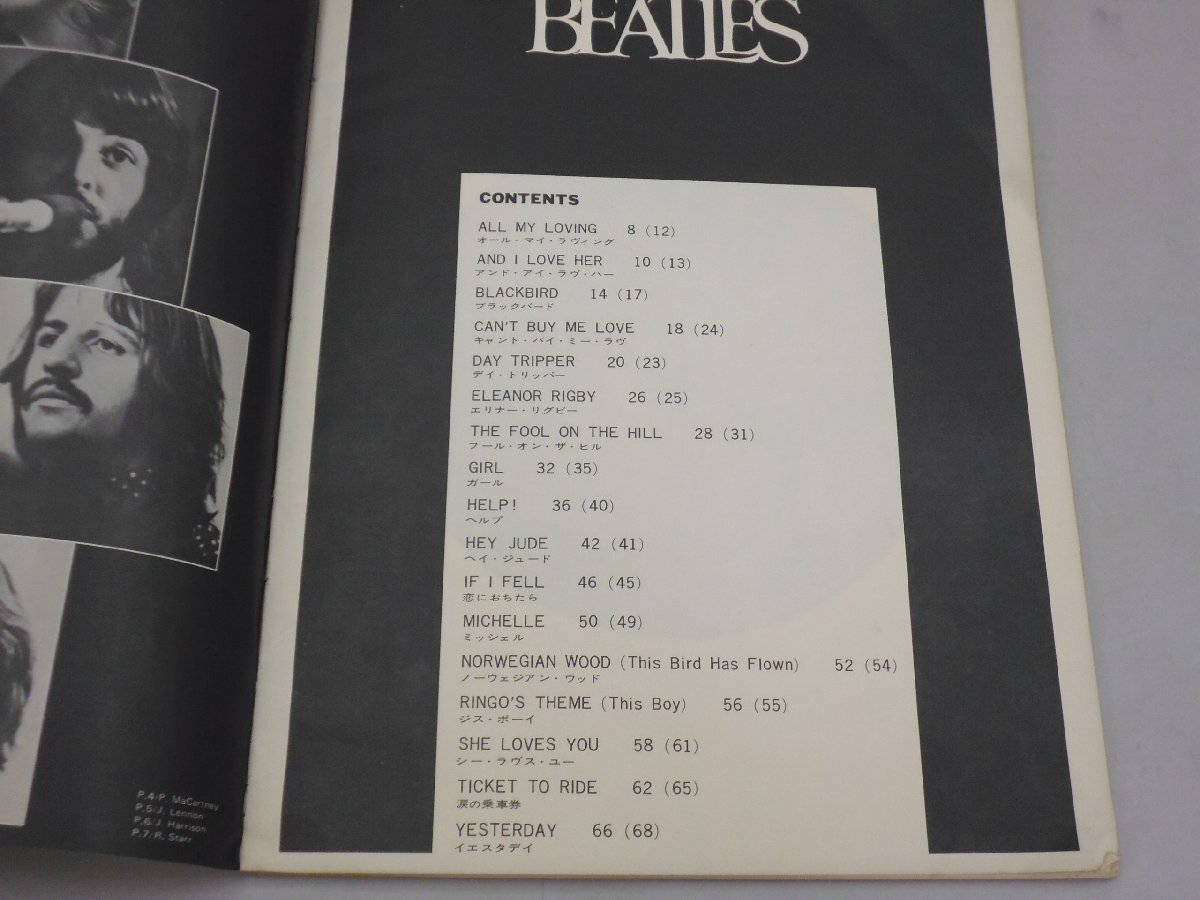 BEATLES
CONTENTS
ALL MY LOVING 8 (12)
オール・マイ・ラヴィング
AND I LOVE HER 10 (13)
アンド・アイ・ラヴ・ハー
BLACKBIRD 14 (17)
ブラックバード
CAN'T BUY ME LOVE 18 (24)
キャント・バイ・ミー・ラヴ
DAY TRIPPER 20 (23)
デイ・トリッパー
ELEANOR RIGBY 26 (25)
エリナー・リグビー
THE FOOL ON THE HILL 28 (31)
フール・オン・ザ・ヒル
GIRL 32 (35)
ガール
HELP! 36 (40)
ヘルプ
HEY JUDE 42 (41)
ヘイ・ジュード
IF I FELL 46 (45)
恋におちたら
MICHELLE 50 (49)
ミッシェル
NORWEGIAN WOOD (This Bird Has Flown) 52 (54)
ノーウェジアン・ウッド
RINGO'S THEME (This Boy) 56 (55)
ジス・ボーイ
SHE LOVES YOU 58 (61)
シー・ラヴス・ユー
TICKET TO RIDE 62 (65)
涙の乗車券
YESTERDAY 66 (68)
イエスタデイ
P.4/P. MaCartney
P.5/J. Lennon
P.6/J. Harrison
P.7/R. Starr